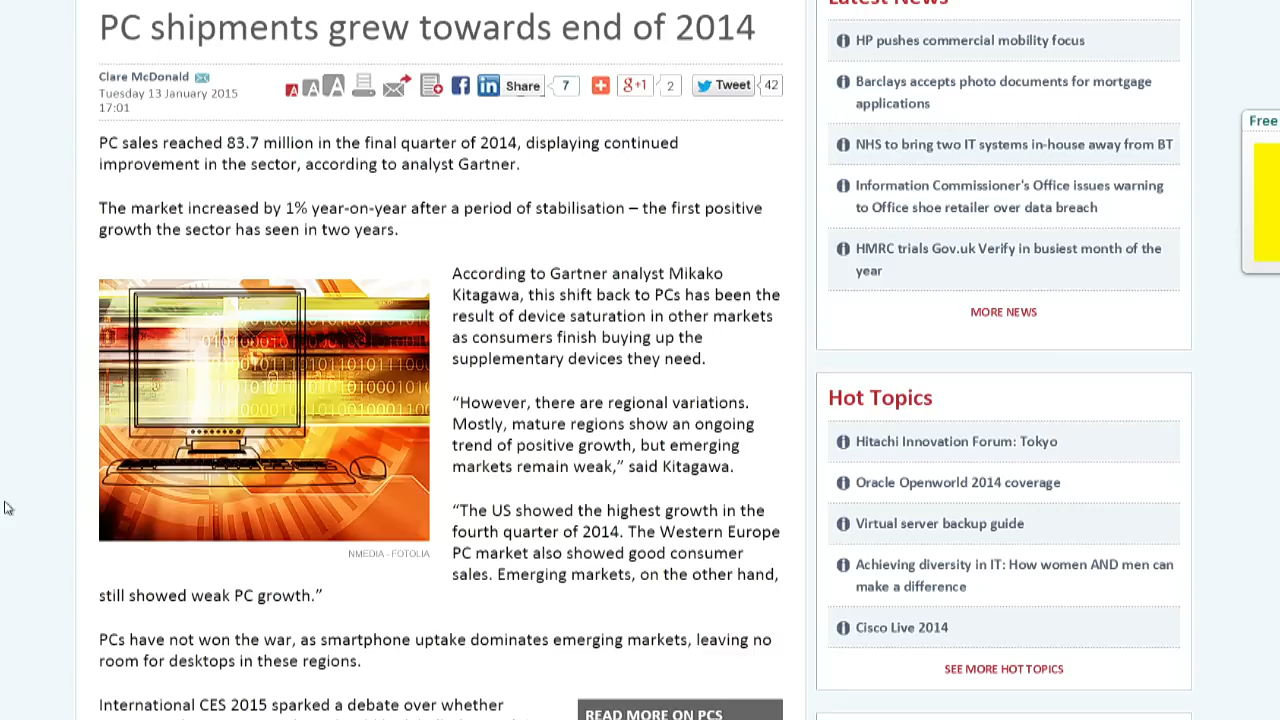 PC shipments grew towards end of 2014
Clare McDonald
Tuesday 13 January 2015
17:01
A A A
Share 7
g+1 2
Tweet 42
PC sales reached 83.7 million in the final quarter of 2014, displaying continued
improvement in the sector, according to analyst Gartner.
The market increased by 1% year-on-year after a period of stabilisation – the first positive
growth the sector has seen in two years.
According to Gartner analyst Mikako
Kitagawa, this shift back to PCs has been the
result of device saturation in other markets
as consumers finish buying up the
supplementary devices they need.
“However, there are regional variations.
Mostly, mature regions show an ongoing
trend of positive growth, but emerging
markets remain weak,” said Kitagawa.
“The US showed the highest growth in the
fourth quarter of 2014. The Western Europe
PC market also showed good consumer
sales. Emerging markets, on the other hand,
still showed weak PC growth.”
NMEDIA - FOTOLIA
PCs have not won the war, as smartphone uptake dominates emerging markets, leaving no
room for desktops in these regions.
International CES 2015 sparked a debate over whether
READ MORE ON PCS
Latest News
HP pushes commercial mobility focus
Barclays accepts photo documents for mortgage
applications
NHS to bring two IT systems in-house away from BT
Information Commissioner's Office issues warning
to Office shoe retailer over data breach
HMRC trials Gov.uk Verify in busiest month of the
year
MORE NEWS
Hot Topics
Hitachi Innovation Forum: Tokyo
Oracle Openworld 2014 coverage
Virtual server backup guide
Achieving diversity in IT: How women AND men can
make a difference
Cisco Live 2014
SEE MORE HOT TOPICS
Free